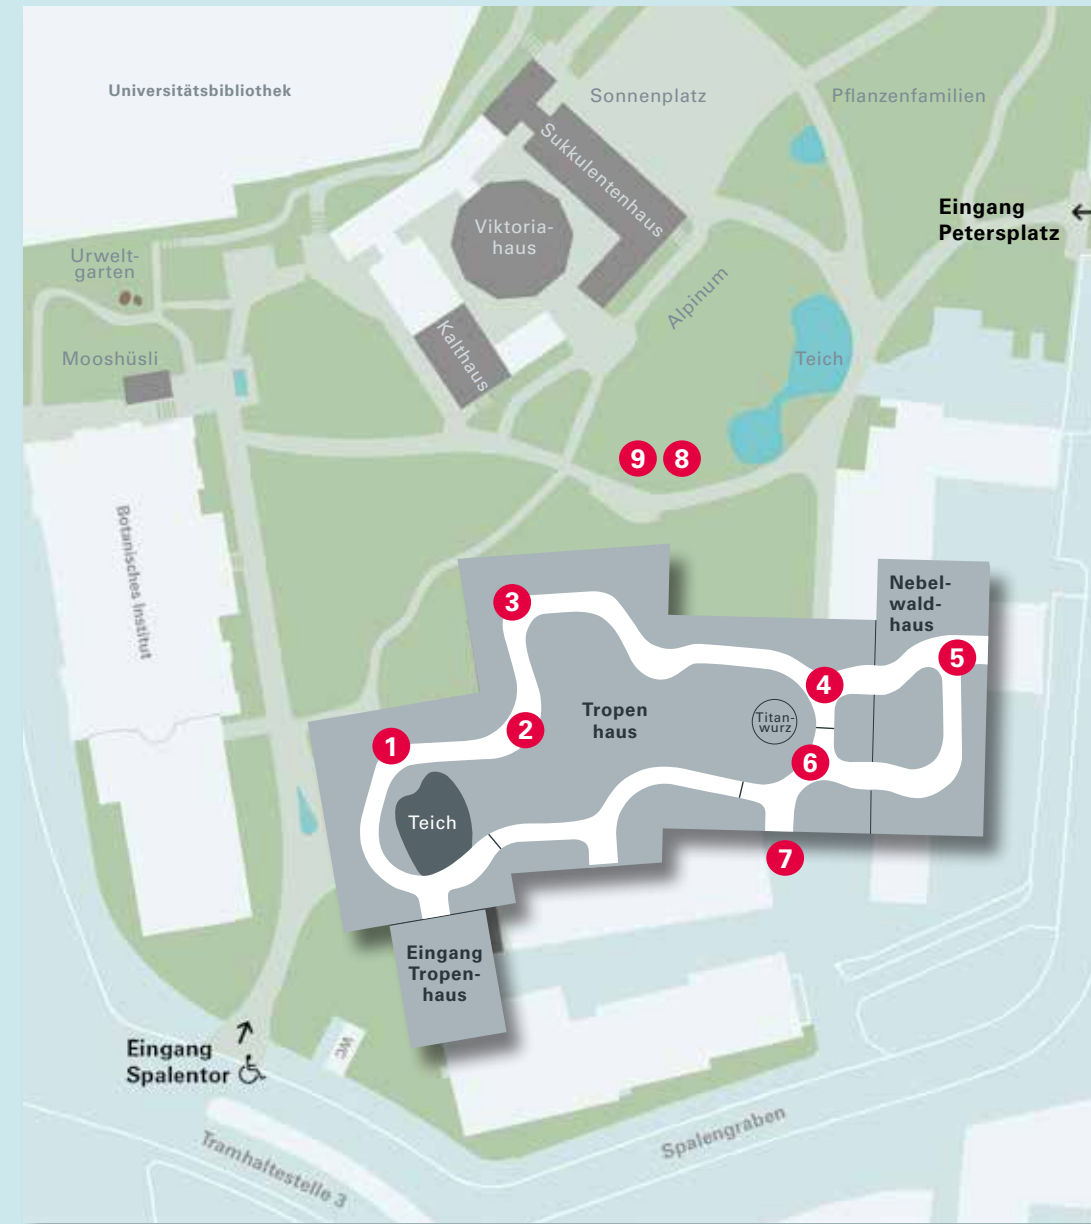 Universitätsbibliothek
Sonnenplatz
Pflanzenfamilien
Sukkulentenhaus
Viktoria-
haus
Eingang
Petersplatz
Urwelt-
garten
Alpinum
Mooshüsli
Kalthaus
Teich
9 8
Botanisches Institut
Nebel-
wald-
haus
3
5
4
Tropen
haus
Titan-
wurz
2
1
6
Teich
7
Eingang
Tropen-
haus
Eingang
Spalentor
WC
Spalengraben
Tramhaltestelle 3